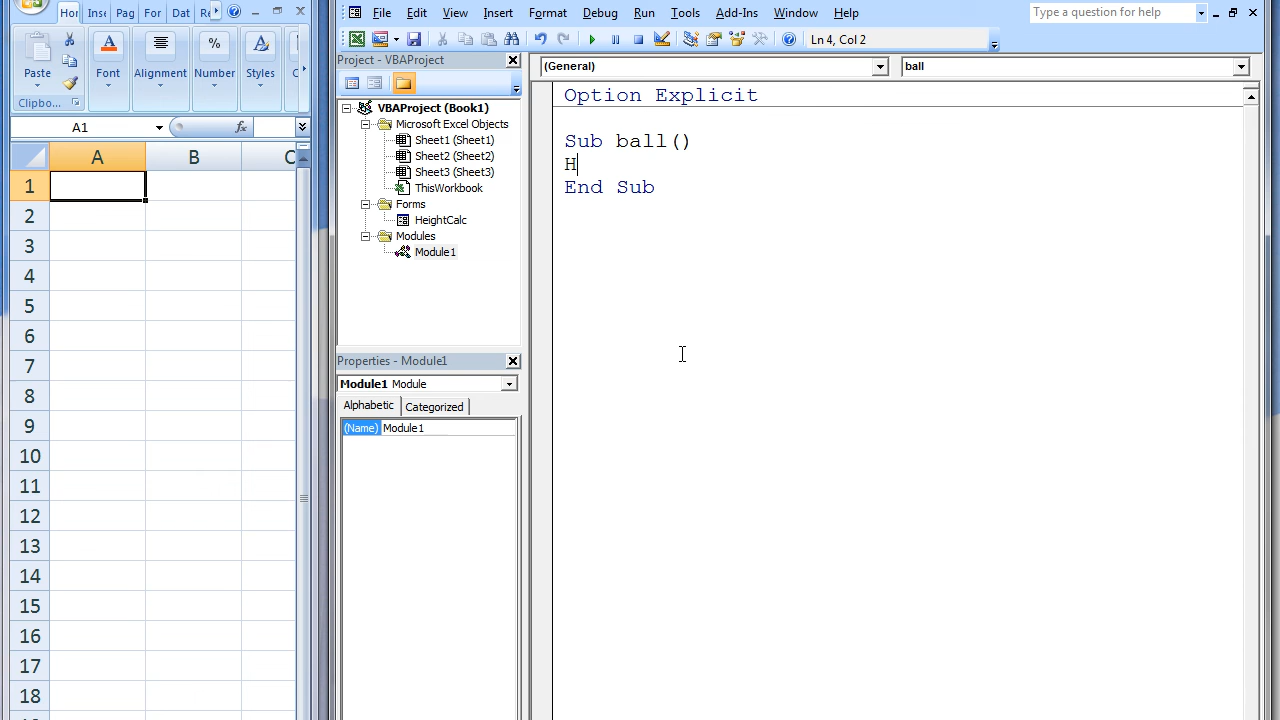 Hor
Inse
Pag
For
Dat
Re
File Edit View Insert Format Debug Run Tools Add-Ins Window Help
Type a question for help
Ln 4, Col 2
Paste
Font
Alignment
Number
Styles
Clipbo...
A1
fx
A B C
1
2
3
4
5
6
7
8
9
10
11
12
13
14
15
16
17
18
Project - VBAProject
VBAProject (Book1)
Microsoft Excel Objects
Sheet1 (Sheet1)
Sheet2 (Sheet2)
Sheet3 (Sheet3)
ThisWorkbook
Forms
HeightCalc
Modules
Module1
Properties - Module1
Module1 Module
Alphabetic Categorized
(Name) Module1
(General)
ball
Option Explicit
Sub ball()
H
End Sub